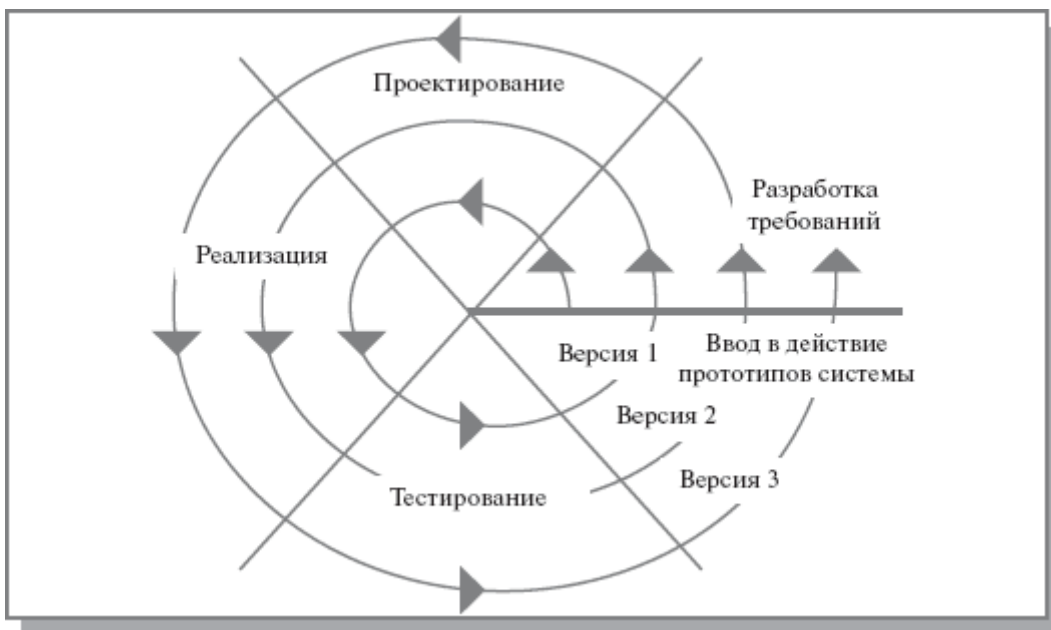 Проектирование
Разработка
требований
Реализация
Ввод в действие
прототипов системы
Версия 1
Версия 2
Версия 3
Тестирование